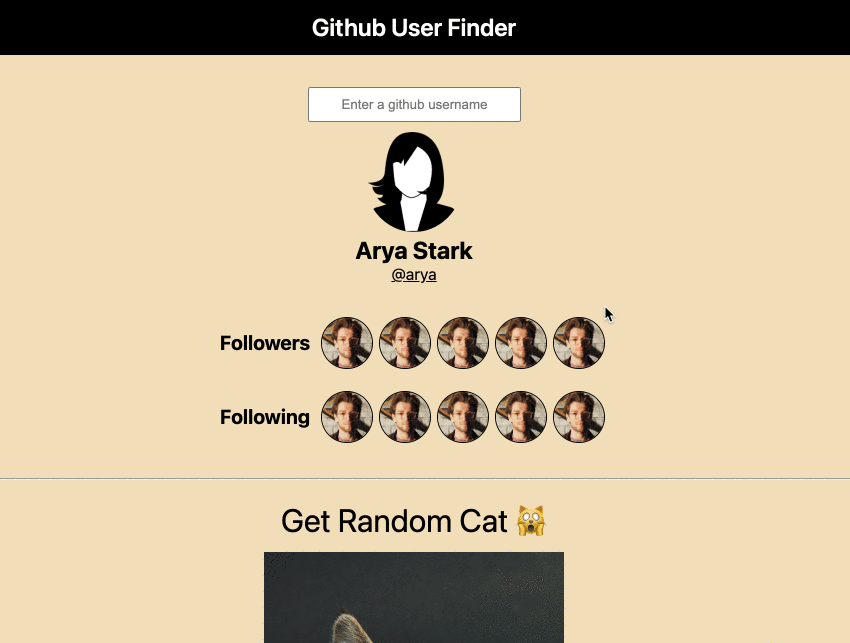 Github User Finder
Enter a github username
Arya Stark
@arya
Followers
Following
Get Random Cat 🙀